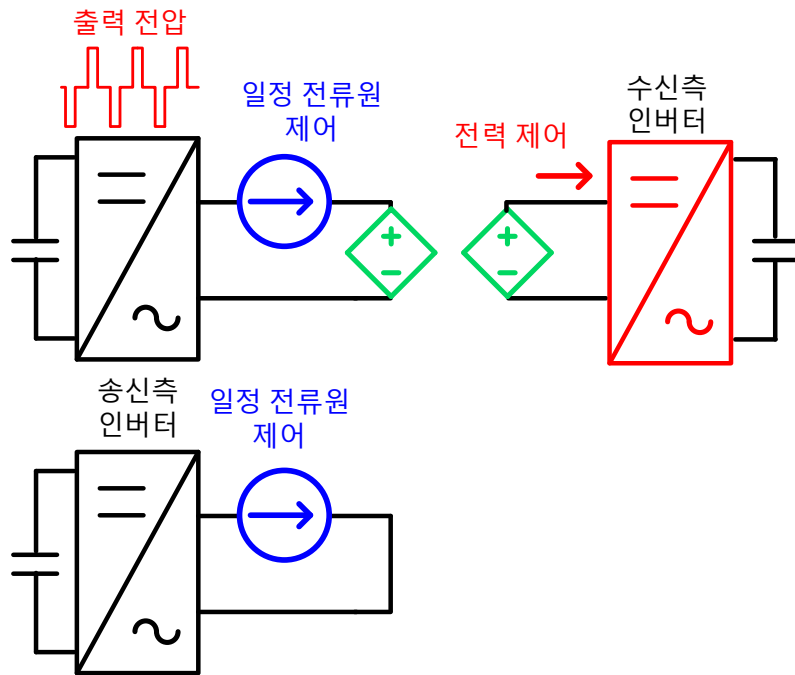 출력 전압
일정 전류원
제어
전력 제어
수신측
인버터
송신측
인버터
일정 전류원
제어